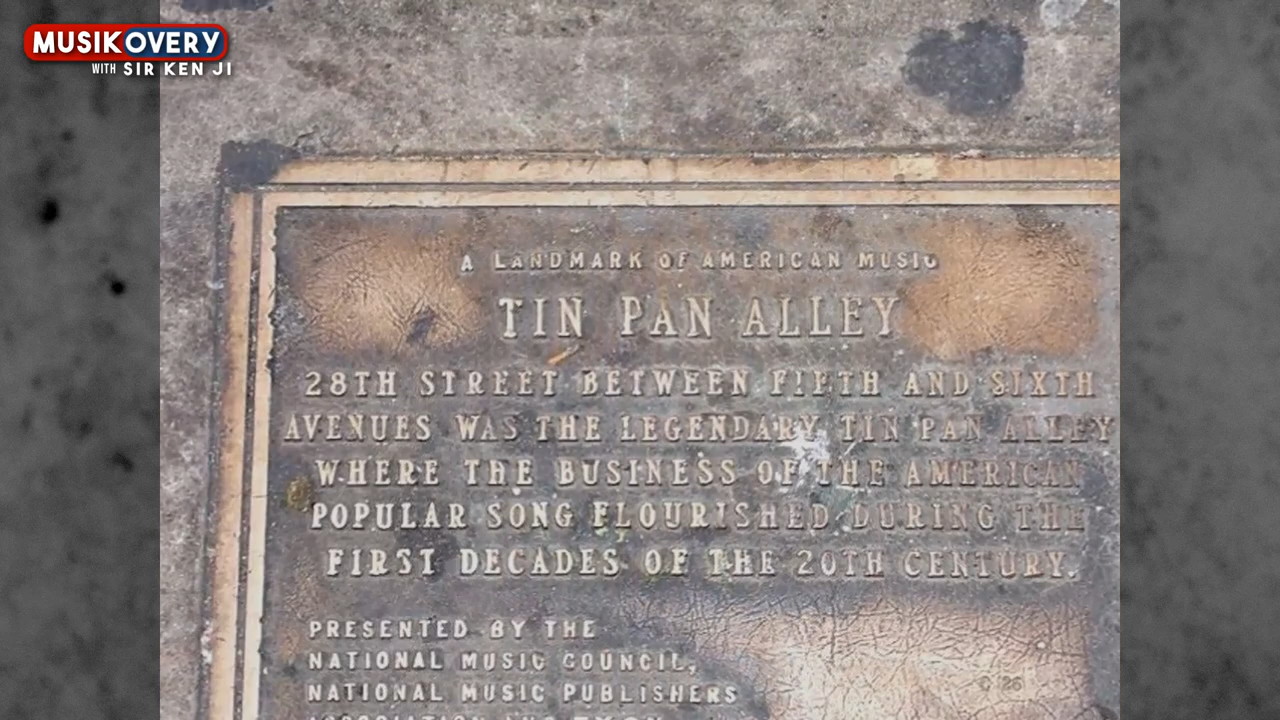 MUSIKOVERY
WITH SIR KEN JI
A LANDMARK OF AMERICAN MUSIC
TIN PAN ALLEY
28TH STREET BETWEEN FIFTH AND SIXTH
AVENUES WAS THE LEGENDARY TIN PAN ALLEY
WHERE THE BUSINESS OF THE AMERICAN
POPULAR SONG FLOURISHED DURING THE
FIRST DECADES OF THE 20TH CENTURY.
PRESENTED BY THE
NATIONAL MUSIC COUNCIL,
NATIONAL MUSIC PUBLISHERS